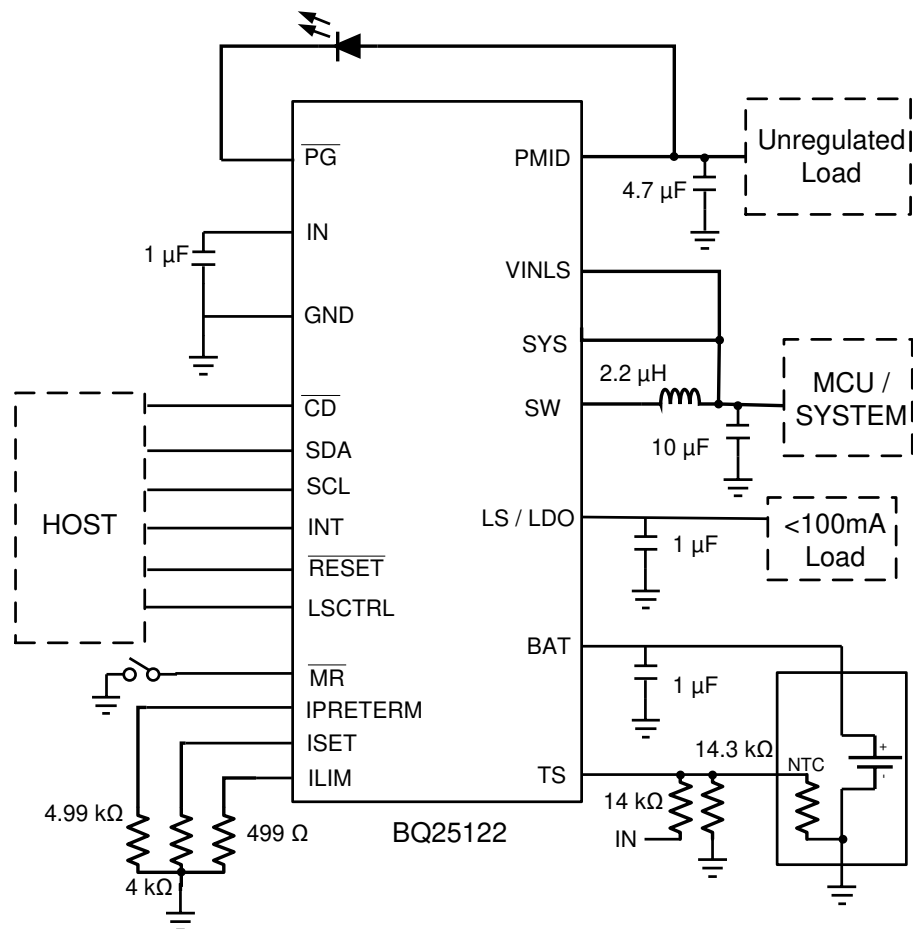 PG
PMID
Unregulated
Load
4.7 µF
IN
1 µF
VINLS
GND
SYS
2.2 µH
MCU /
SYSTEM
SW
CD
10 µF
SDA
SCL
HOST
INT
LS / LDO
<100mA
Load
1 µF
RESET
LSCTRL
BAT
MR
1 µF
IPRETERM
ISET
14.3 kΩ
NTC
+
-
ILIM
TS
14 kΩ
4.99 kΩ
499 Ω
IN
BQ25122
4 kΩ